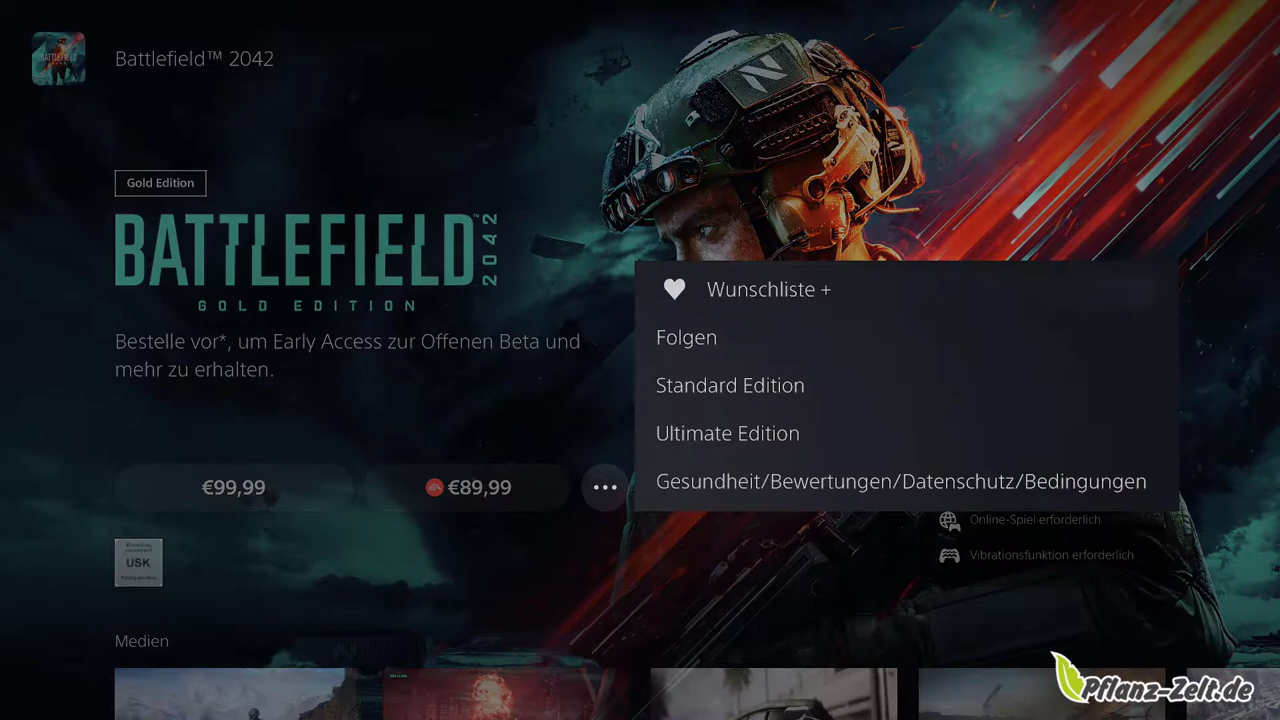 Battlefield™ 2042
Gold Edition
BATTLEFIELD™ 2042
GOLD EDITION
Bestelle vor*, um Early Access zur Offenen Beta und
mehr zu erhalten.
€99,99
EA €89,99
Wunschliste +
Folgen
Standard Edition
Ultimate Edition
Gesundheit/Bewertungen/Datenschutz/Bedingungen
Online-Spiel erforderlich
Vibrationsfunktion erforderlich
USK
Medien
Pflanz-Zelt.de